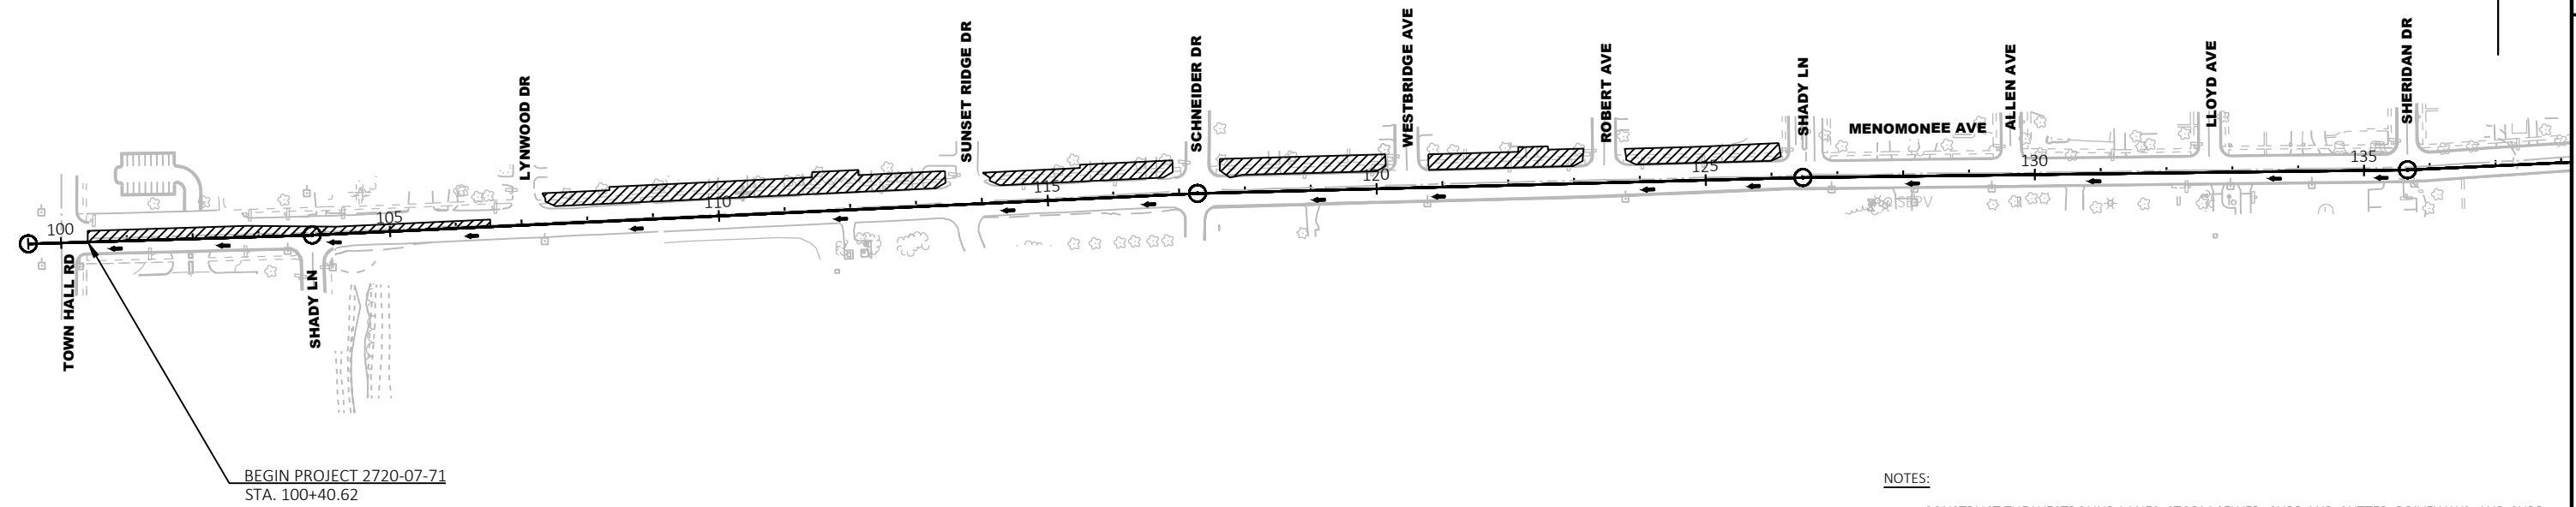 LYNWOOD DR
SUNSET RIDGE DR
SCHNEIDER DR
WESTBRIDGE AVE
ROBERT AVE
SHADY LN
MENOMONEE AVE
ALLEN AVE
LLOYD AVE
SHERIDAN DR
100
105
110
115
120
125
130
135
TOWN HALL RD
SHADY LN
BEGIN PROJECT 2720-07-71
STA. 100+40.62
NOTES: